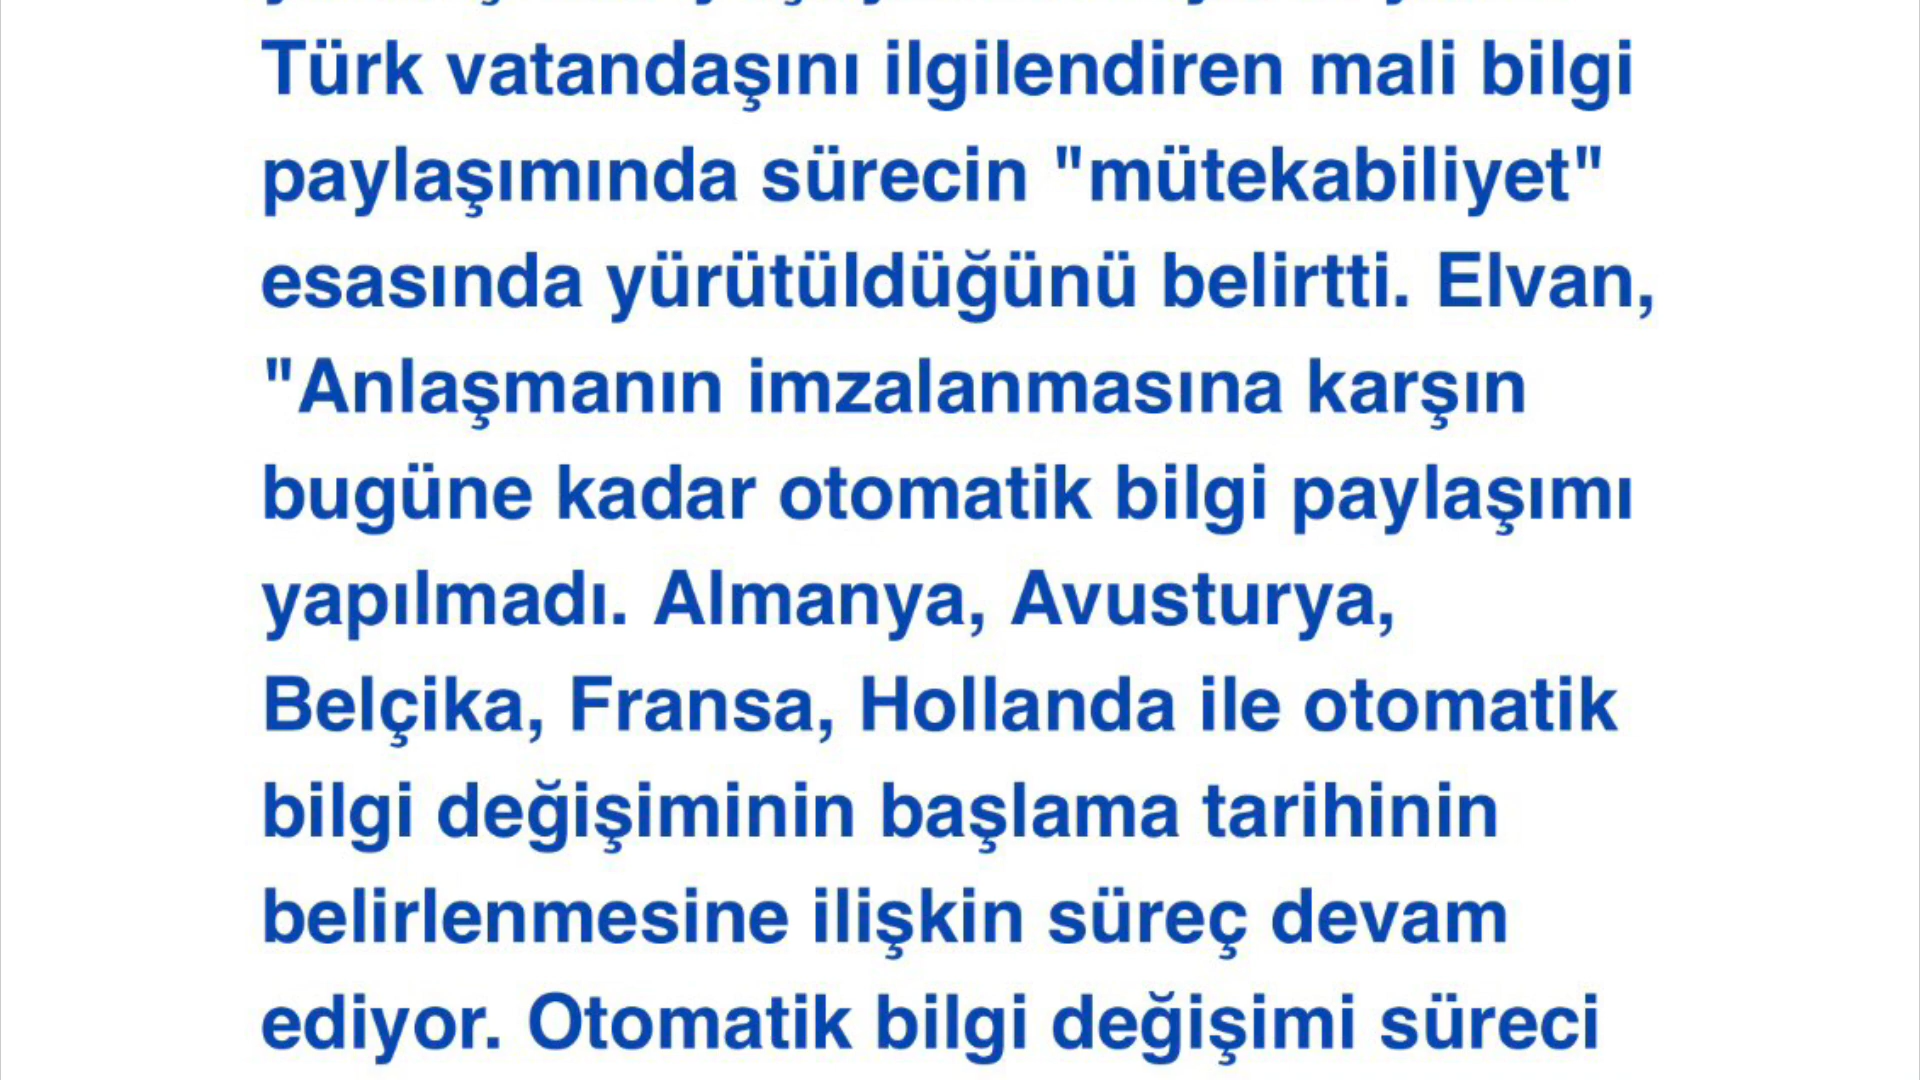 Türk vatandaşını ilgilendiren mali bilgi
paylaşımında sürecin "mütekabiliyet"
esasında yürütüldüğünü belirtti. Elvan,
"Anlaşmanın imzalanmasına karşın
bugüne kadar otomatik bilgi paylaşımı
yapılmadı. Almanya, Avusturya,
Belçika, Fransa, Hollanda ile otomatik
bilgi değişiminin başlama tarihinin
belirlenmesine ilişkin süreç devam
ediyor. Otomatik bilgi değişimi süreci